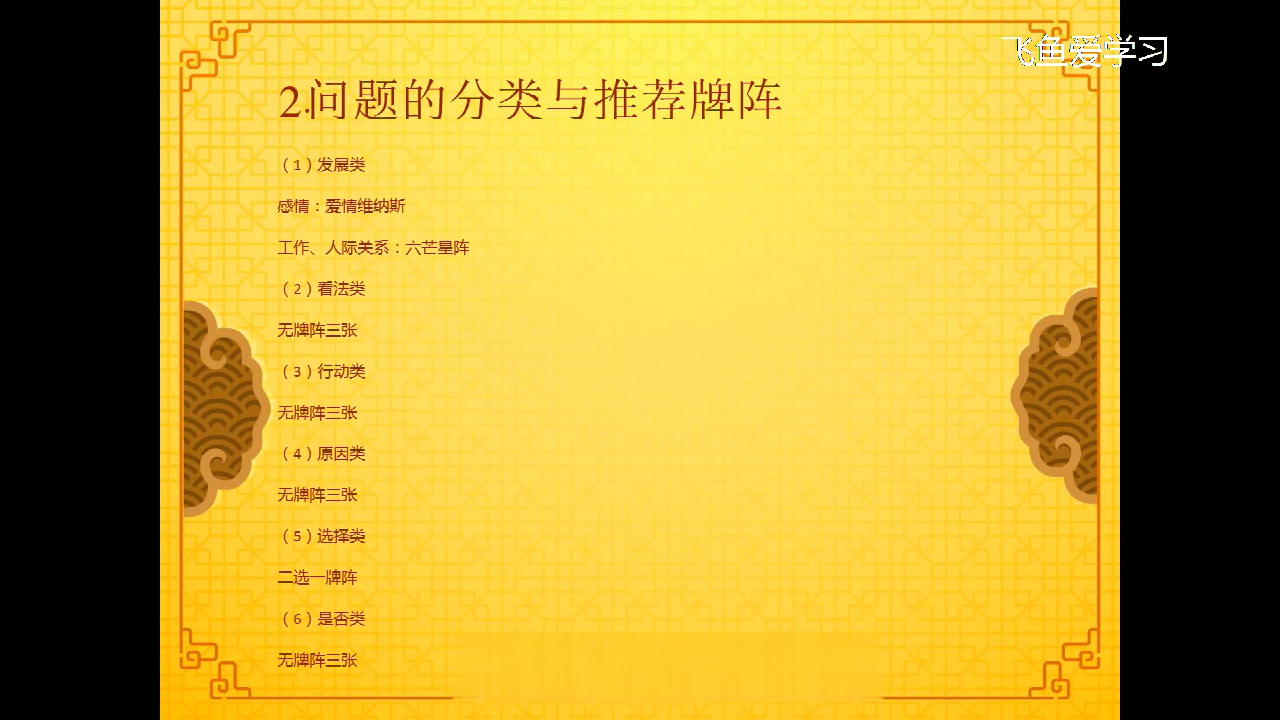 飞鱼爱学习
2.问题的分类与推荐牌阵
（1）发展类
感情：爱情维纳斯
工作、人际关系：六芒星阵
（2）看法类
无牌阵三张
（3）行动类
无牌阵三张
（4）原因类
无牌阵三张
（5）选择类
二选一牌阵
（6）是否类
无牌阵三张